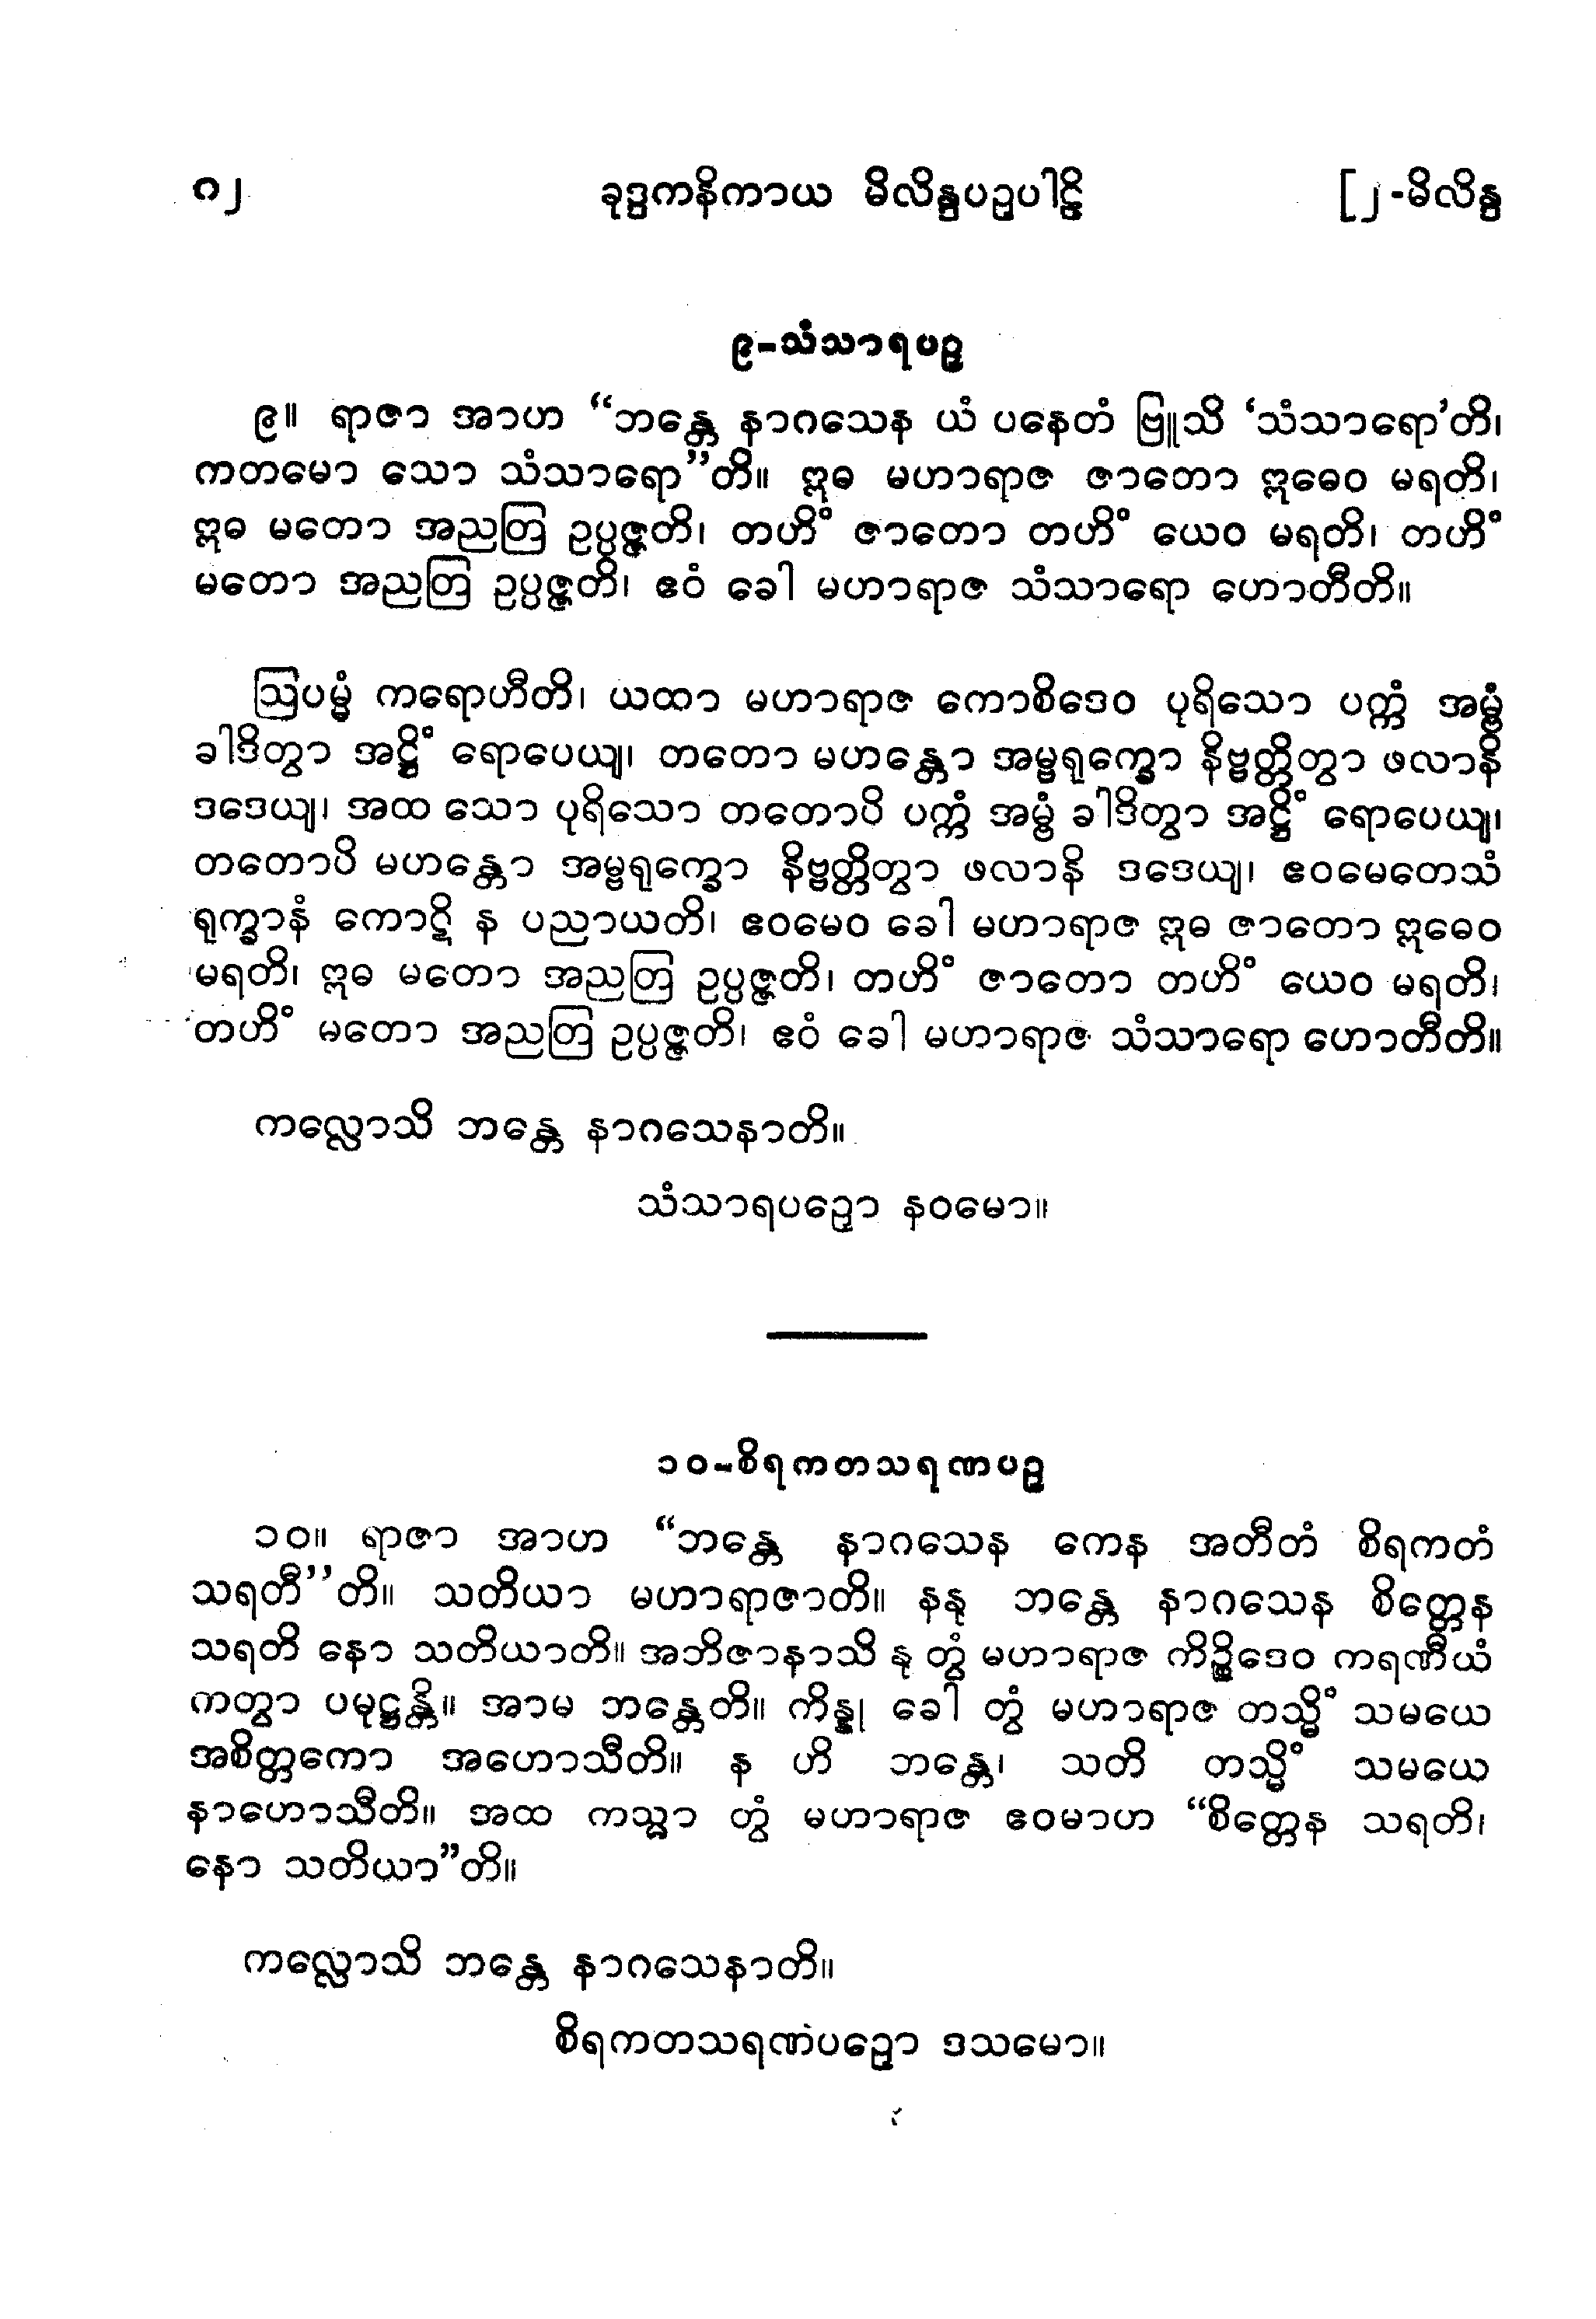 ၈၂ ခုဒ္ဒကနိကာယ မိလိန္ဒပဉှပါဠိ [၂-မိလိန္ဒ
၉-သံသာရပဉှ
၉။ ရာဇာ အာဟ “ဘန္တေ နာဂသေန ယံ ပနေတံ ဗြူသိ ‘သံသာရော’တိ၊
ကတမော သော သံသာရော”တိ။ ဣဓ မဟာရာဇ ဇာတော ဣဓေဝ မရတိ၊
ဣဓ မတော အညတြ ဥပ္ပဇ္ဇတိ၊ တဟိံ ဇာတော တဟိံ ယေဝ မရတိ၊ တဟိံ
မတော အညတြ ဥပ္ပဇ္ဇတိ၊ ဧဝံ ခေါ မဟာရာဇ သံသာရော ဟောတီတိ။
ဩပမ္မံ ကရောဟီတိ၊ ယထာ မဟာရာဇ ကောစိဒေဝ ပုရိသော ပက္ကံ အမ္ဗံ
ခါဒိတွာ အဋ္ဌိံ ရောပေယျ၊ တတော မဟန္တော အမ္ဗရုက္ခော နိဗ္ဗတ္တိတွာ ဖလာနိ
ဒဒေယျ၊ အထ သော ပုရိသော တတောပိ ပက္ကံ အမ္ဗံ ခါဒိတွာ အဋ္ဌိံ ရောပေယျ၊
တတောပိ မဟန္တော အမ္ဗရုက္ခော နိဗ္ဗတ္တိတွာ ဖလာနိ ဒဒေယျ၊ ဧဝမေတေသံ
ရုက္ခာနံ ကောဋိ န ပညာယတိ၊ ဧဝမေဝ ခေါ မဟာရာဇ ဣဓ ဇာတော ဣဓေဝ
မရတိ၊ ဣဓ မတော အညတြ ဥပ္ပဇ္ဇတိ၊ တဟိံ ဇာတော တဟိံ ယေဝ မရတိ၊
တဟိံ မတော အညတြ ဥပ္ပဇ္ဇတိ၊ ဧဝံ ခေါ မဟာရာဇ သံသာရော ဟောတီတိ။
ကလ္လောသိ ဘန္တေ နာဂသေနာတိ။
သံသာရပဉှော နဝမော။
၁၀-စိရကတသရဏပဉှ
၁၀။ ရာဇာ အာဟ “ဘန္တေ နာဂသေန ကေန အတီတံ စိရကတံ
သရတီ”တိ။ သတိယာ မဟာရာဇာတိ။ နနု ဘန္တေ နာဂသေန စိတ္တေန
သရတိ နော သတိယာတိ။ အဘိဇာနာသိ နု တွံ မဟာရာဇ ကိဉ္စိဒေဝ ကရဏီယံ
ကတွာ ပမုဋ္ဌန္တိ။ အာမ ဘန္တေတိ။ ကိန္နု ခေါ တွံ မဟာရာဇ တသ္မိံ သမယေ
အစိတ္တကော အဟောသီတိ။ န ဟိ ဘန္တေ၊ သတိ တသ္မိံ သမယေ
နာဟောသီတိ။ အထ ကသ္မာ တွံ မဟာရာဇ ဧဝမာဟ “စိတ္တေန သရတိ၊
နော သတိယာ”တိ။
ကလ္လောသိ ဘန္တေ နာဂသေနာတိ။
စိရကတသရဏပဉှော ဒသမော။